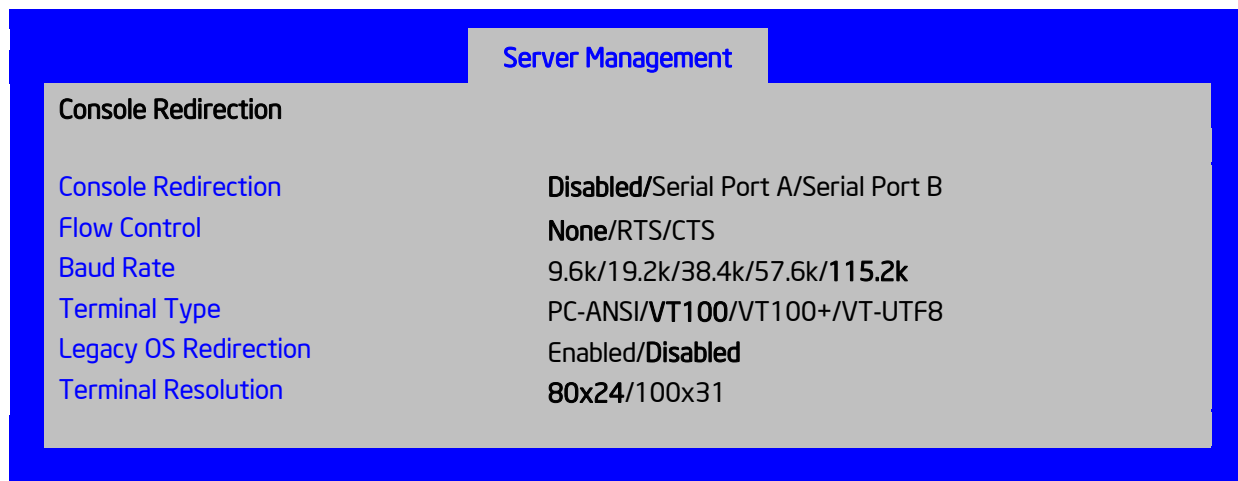 Server Management
Console Redirection
Console Redirection Disabled/Serial Port A/Serial Port B
Flow Control None/RTS/CTS
Baud Rate 9.6k/19.2k/38.4k/57.6k/115.2k
Terminal Type PC-ANSI/VT100/VT100+/VT-UTF8
Legacy OS Redirection Enabled/Disabled
Terminal Resolution 80x24/100x31